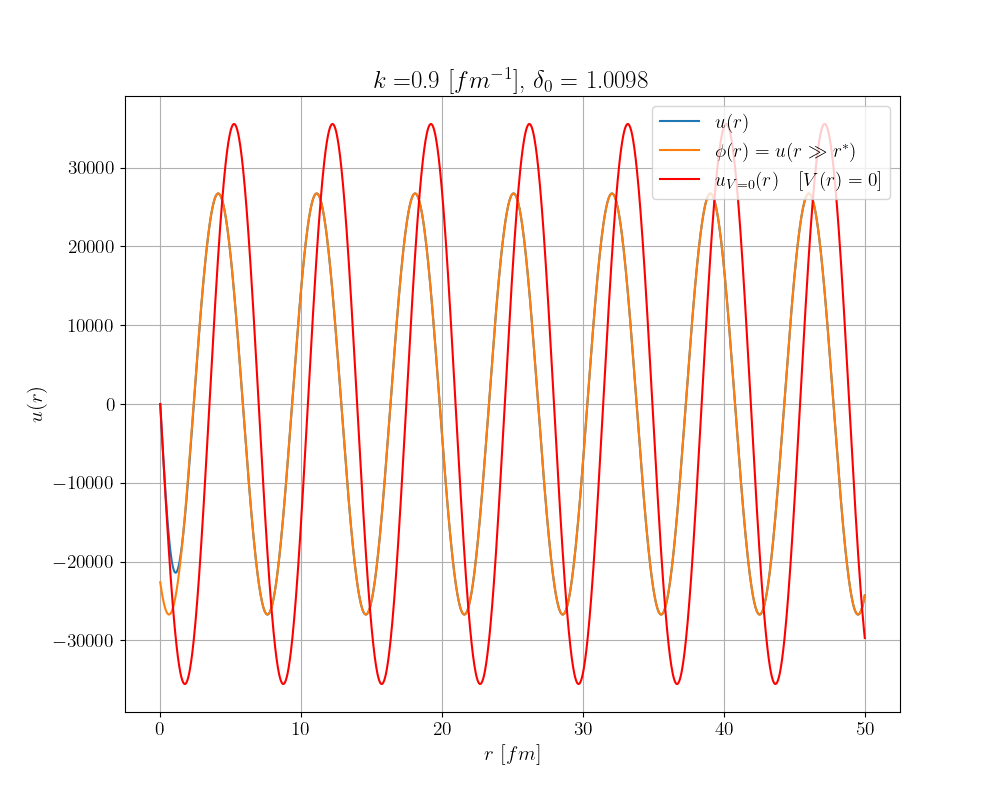 k =0.9 [fm⁻¹], δ₀ = 1.0098
u(r)
ϕ(r) = u(r ≫ r*)
u_{V=0}(r) [V(r) = 0]
30000
20000
10000
0
−10000
−20000
−30000
u(r)
0 10 20 30 40 50
r [fm]